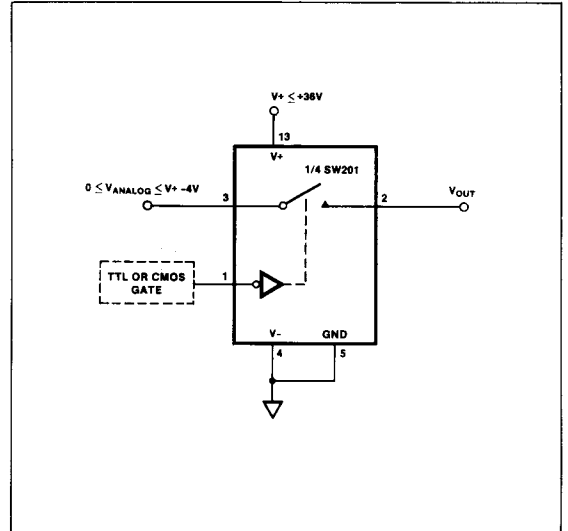 V+ ≤ +36V
13
V+
1/4 SW201
0 ≤ VANALOG ≤ V+ -4V
3
2
VOUT
TTL OR CMOS
GATE
1
V-
GND
4
5